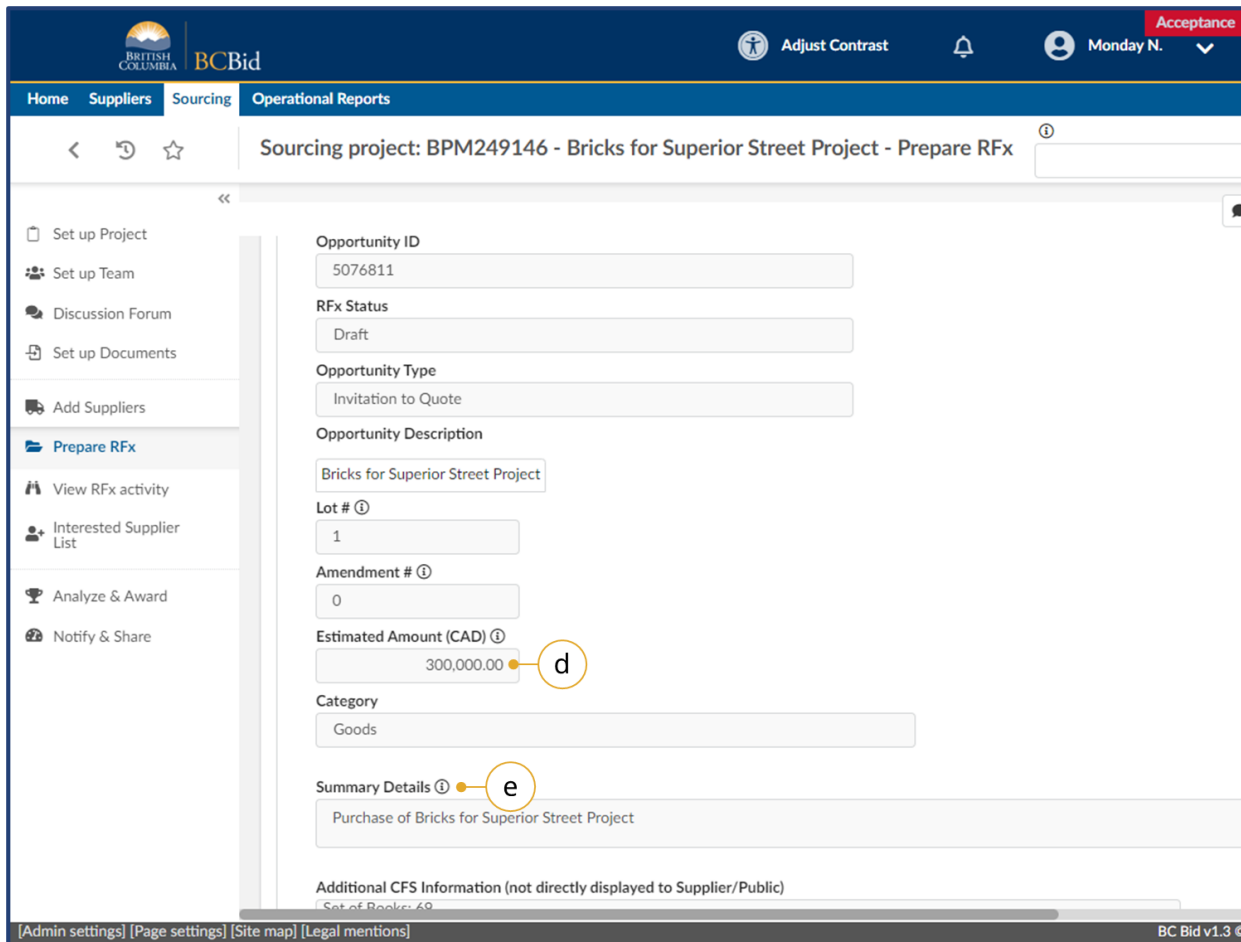 Acceptance
BRITISH COLUMBIA BCBid
Adjust Contrast
Monday N.
Home Suppliers Sourcing Operational Reports
Sourcing project: BPM249146 - Bricks for Superior Street Project - Prepare RFx
Set up Project
Set up Team
Discussion Forum
Set up Documents
Add Suppliers
Prepare RFx
View RFx activity
Interested Supplier
List
Analyze & Award
Notify & Share
Opportunity ID
5076811
RFx Status
Draft
Opportunity Type
Invitation to Quote
Opportunity Description
Bricks for Superior Street Project
Lot #
1
Amendment #
0
Estimated Amount (CAD)
300,000.00 d
Category
Goods
Summary Details e
Purchase of Bricks for Superior Street Project
Additional CFS Information (not directly displayed to Supplier/Public)
Set of Books: 69
[Admin settings] [Page settings] [Site map] [Legal mentions] BC Bid v1.3 ©